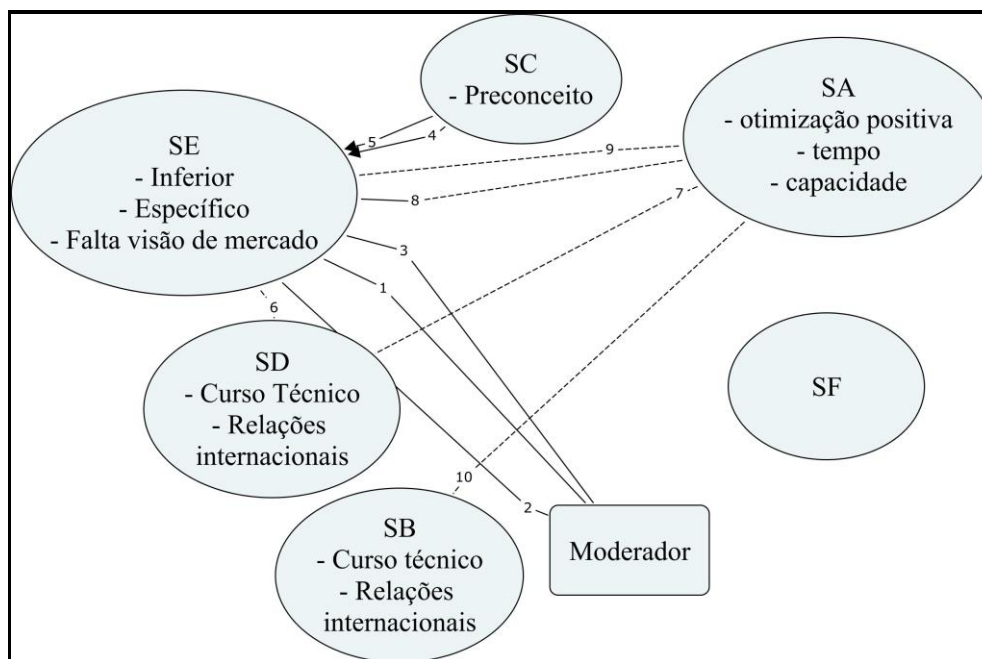 SC
- Preconceito
SA
- otimização positiva
- tempo
- capacidade
SE
- Inferior
- Específico
- Falta visão de mercado
5
4
9
8
7
3
1
6
SD
- Curso Técnico
- Relações
internacionais
SF
10
2
SB
- Curso técnico
- Relações
internacionais
Moderador